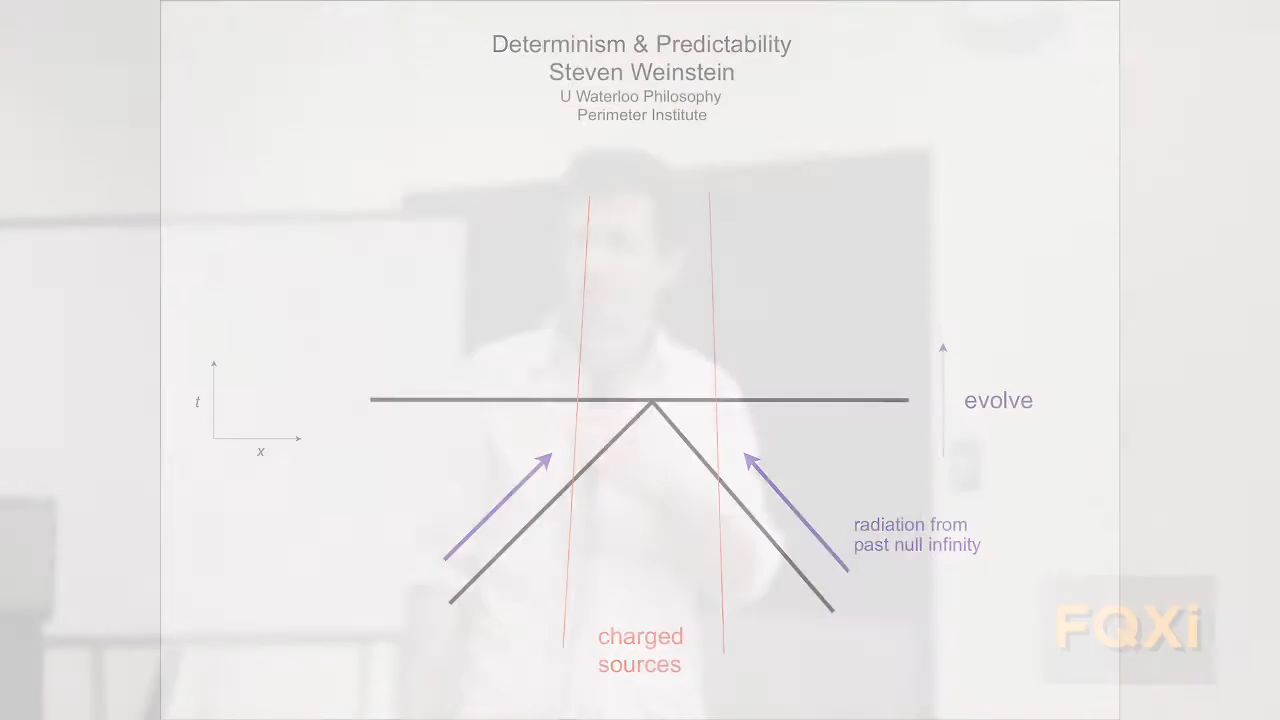 Determinism & Predictability
Steven Weinstein
U Waterloo Philosophy
Perimeter Institute
t
x
evolve
radiation from
past null infinity
charged
sources
FQXi